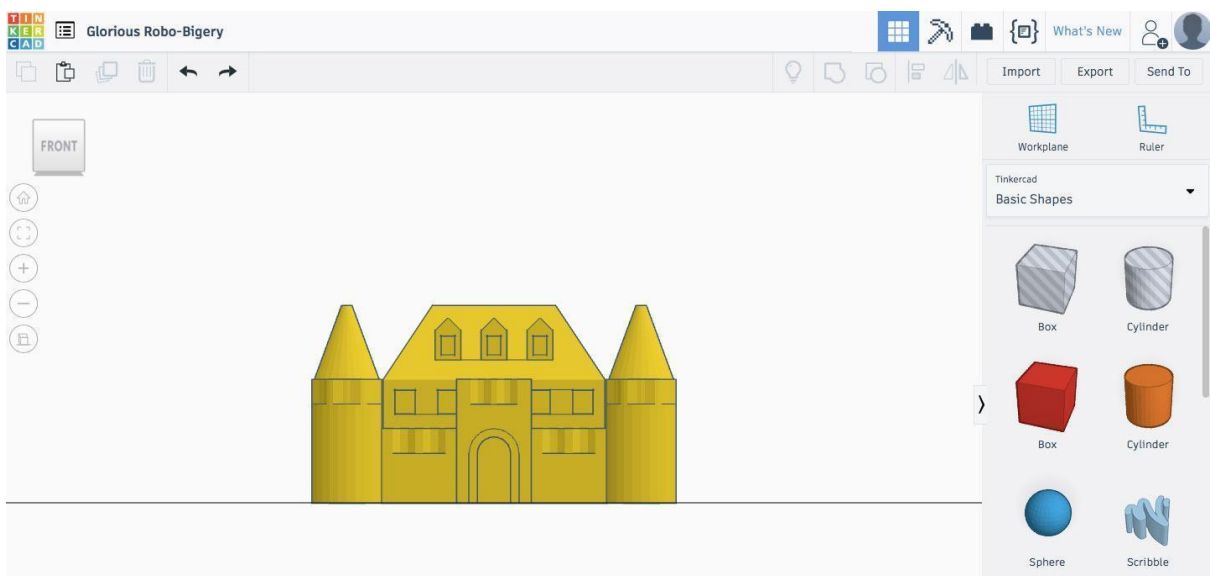 TIN
KER
CAD
Glorious Robo-Bigery
What's New
Import Export Send To
FRONT
Workplane Ruler
Tinkercad
Basic Shapes
Box Cylinder
Box Cylinder
Sphere Scribble